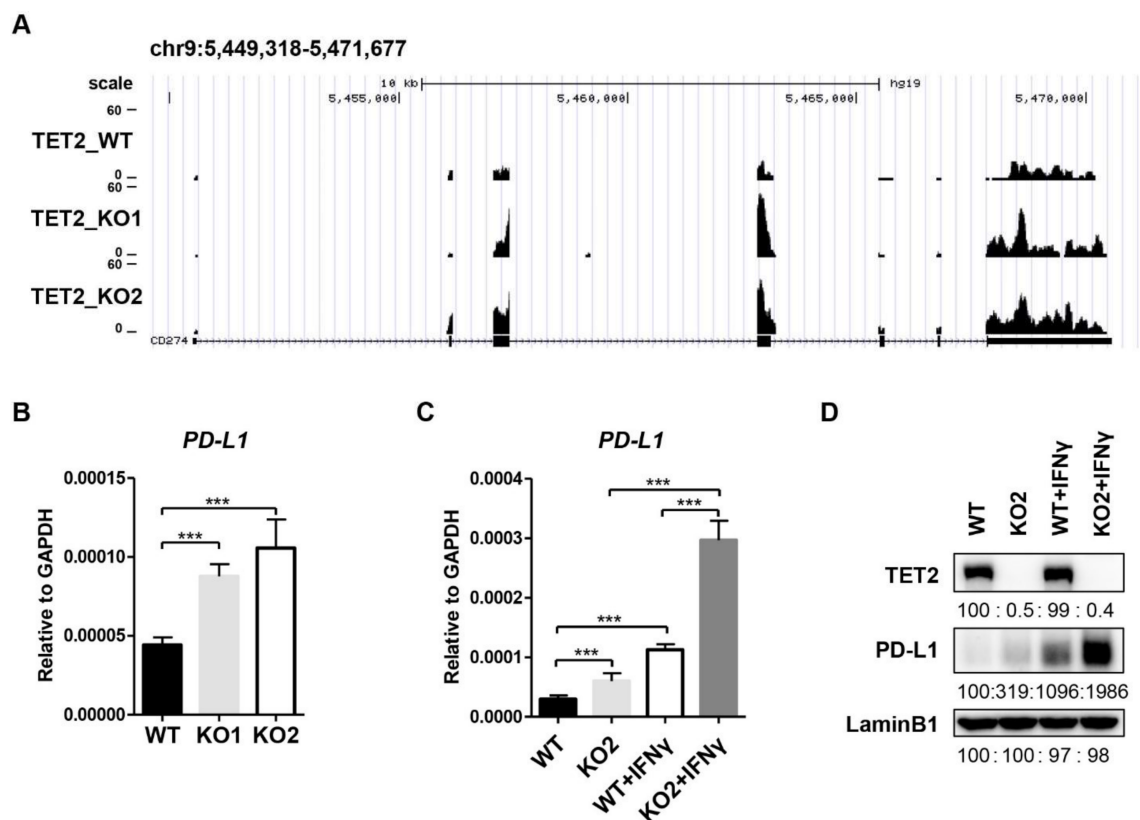 A
chr9:5,449,318-5,471,677
scale
10 kb
hg19
5,455,000
5,460,000
5,465,000
5,470,000
60
TET2_WT
0
60
TET2_KO1
0
60
TET2_KO2
0
CD274
B
PD-L1
Relative to GAPDH
0.00015
0.00010
0.00005
0.00000
***
***
WT KO1 KO2
C
PD-L1
Relative to GAPDH
0.0004
0.0003
0.0002
0.0001
0.0000
***
***
***
***
WT
KO2
WT+IFNγ
KO2+IFNγ
D
WT
KO2
WT+IFNγ
KO2+IFNγ
TET2
100 : 0.5 : 99 : 0.4
PD-L1
100:319:1096:1986
LaminB1
100 : 100 : 97 : 98